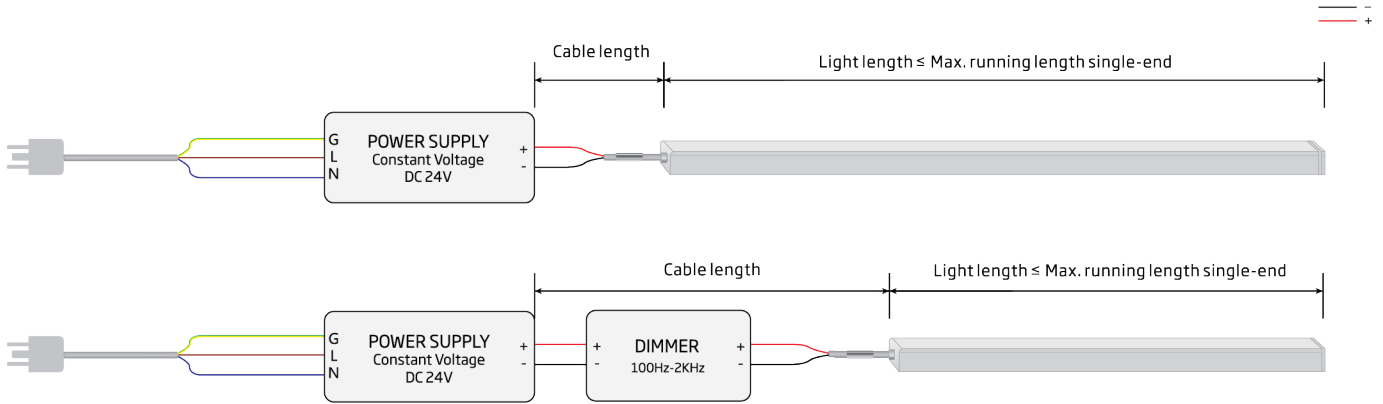 -
+
Cable length
Light length ≤ Max. running length single-end
G
L
N
POWER SUPPLY
Constant Voltage
DC 24V
+
-
Cable length
Light length ≤ Max. running length single-end
G
L
N
POWER SUPPLY
Constant Voltage
DC 24V
+
-
+
-
DIMMER
100Hz-2KHz
+
-